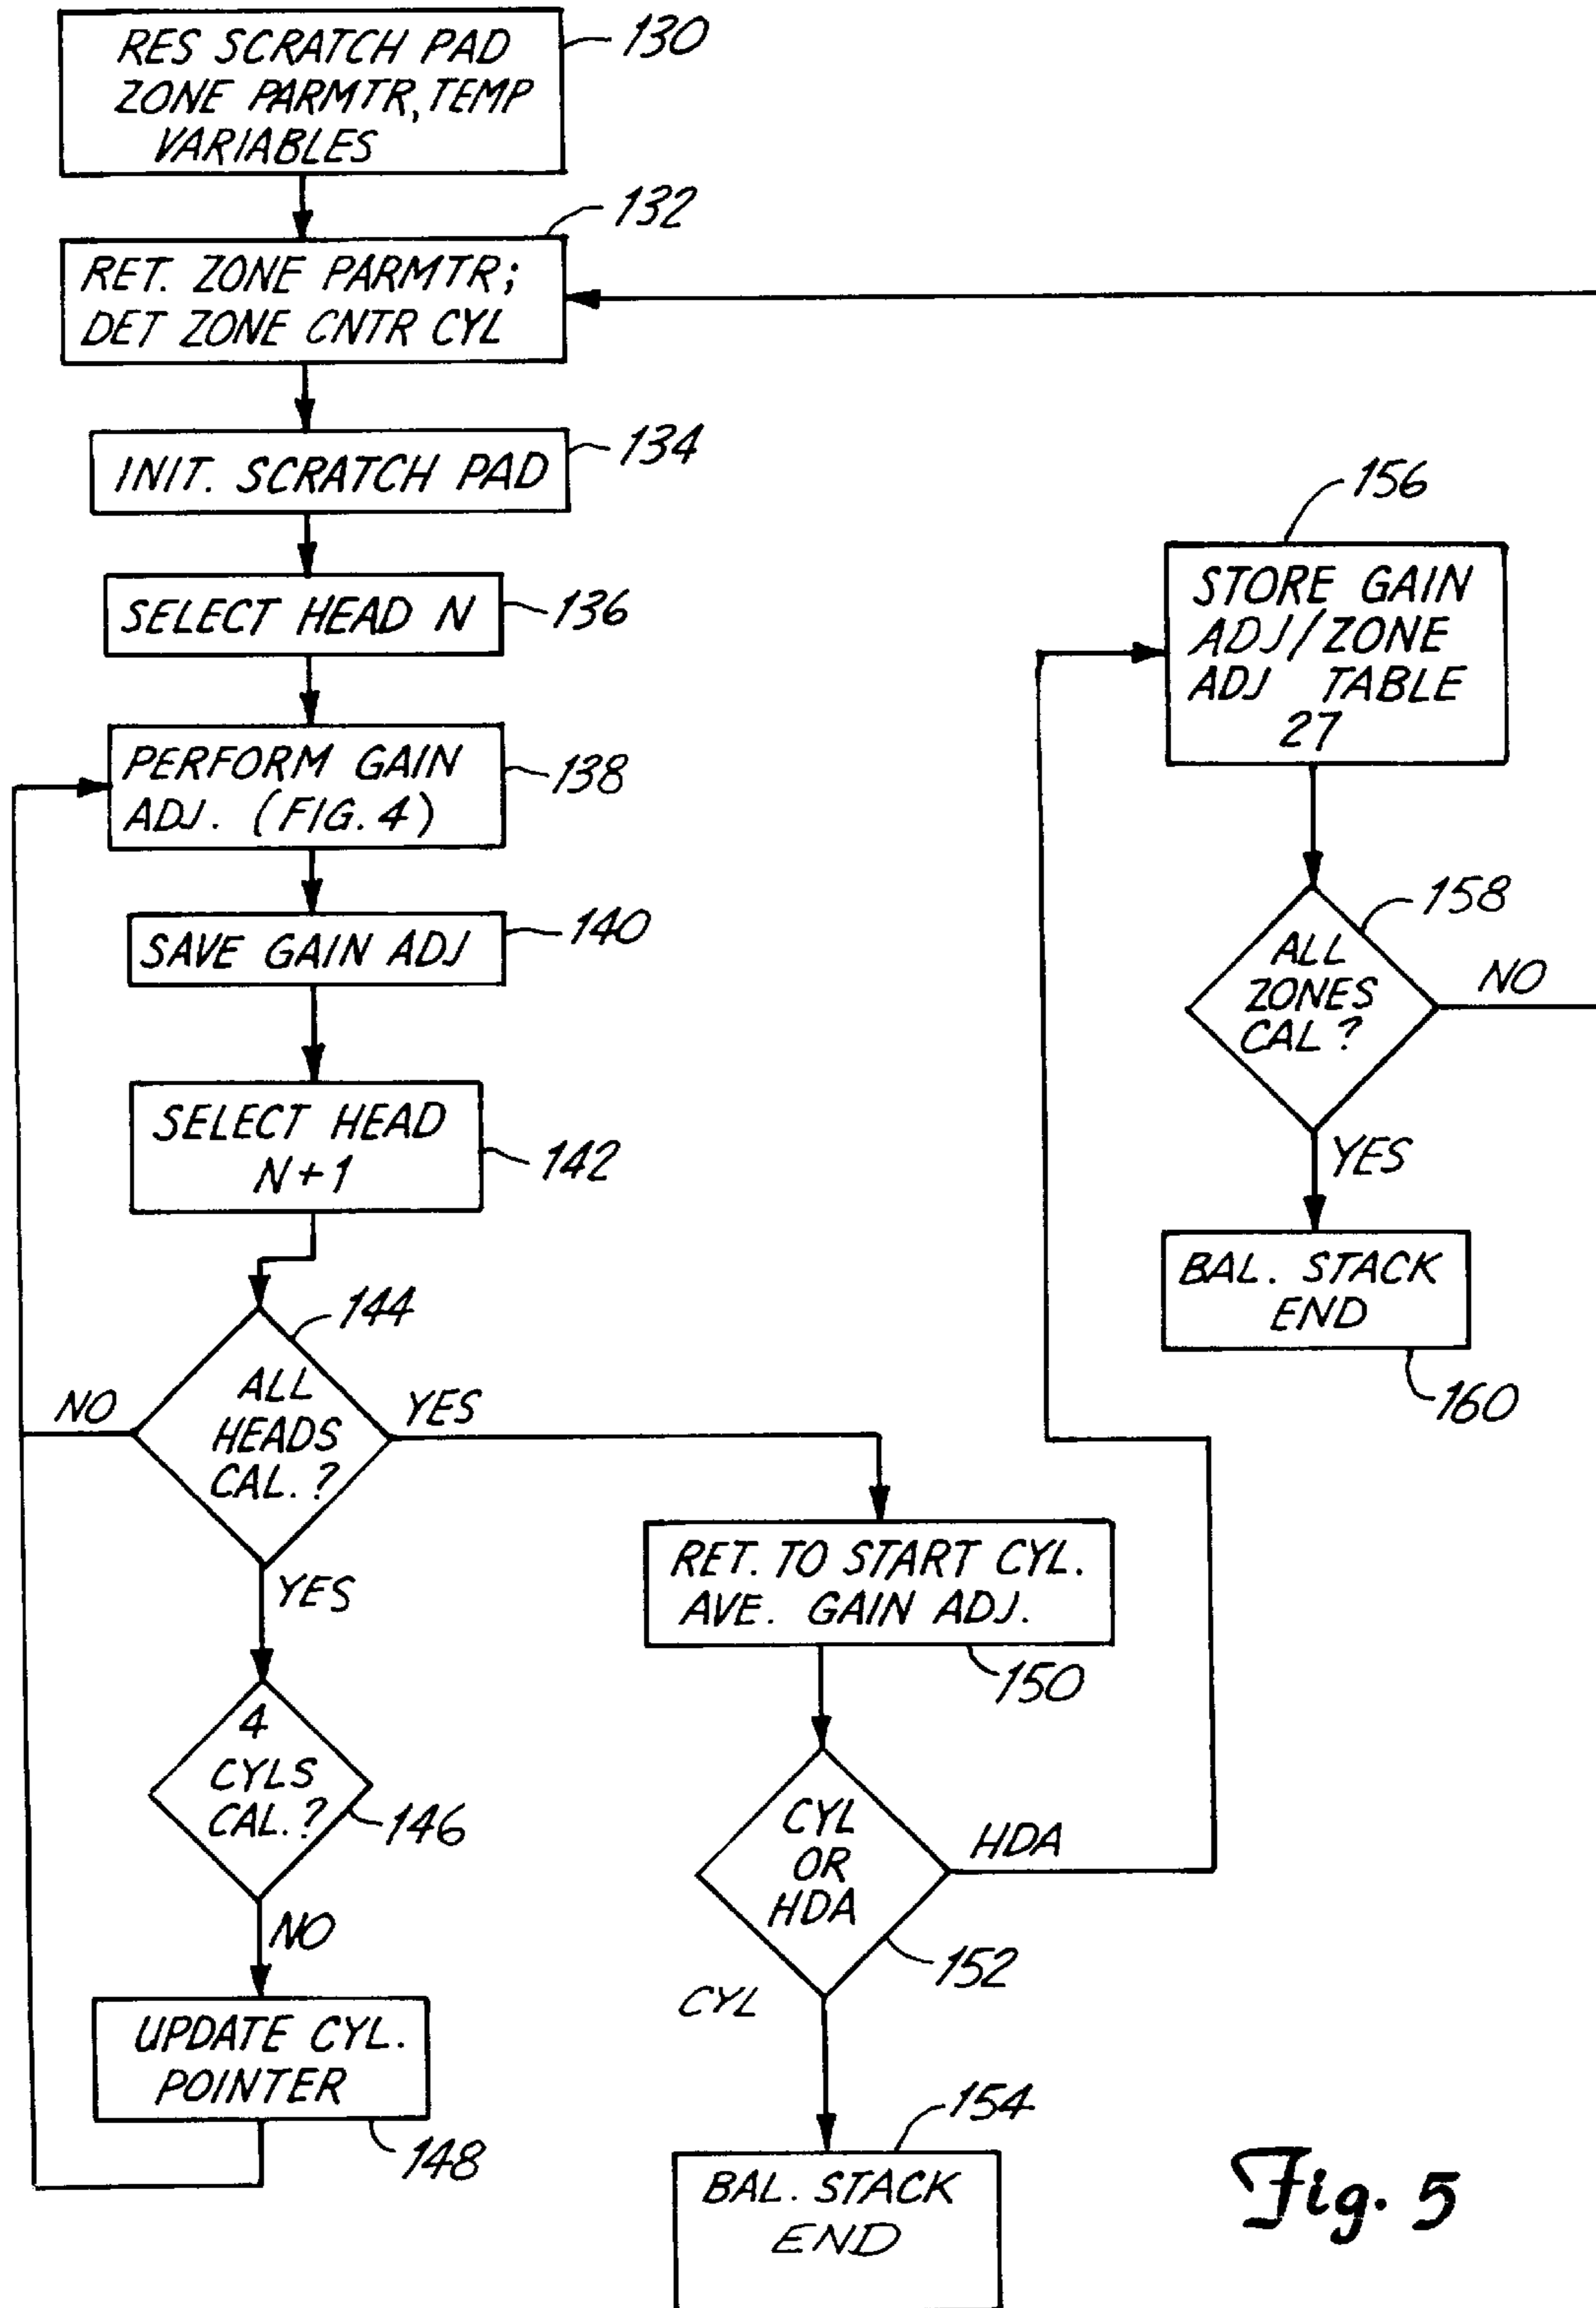 RES SCRATCH PAD
ZONE PARMTR, TEMP
VARIABLES
130
RET. ZONE PARMTR;
DET ZONE CNTR CYL
132
INIT. SCRATCH PAD
134
SELECT HEAD N
136
PERFORM GAIN
ADJ. (FIG. 4)
138
SAVE GAIN ADJ
140
SELECT HEAD
N+1
142
144
ALL
HEADS
CAL.?
NO
YES
YES
4
CYLS
CAL.?
146
NO
UPDATE CYL.
POINTER
148
RET. TO START CYL.
AVE. GAIN ADJ.
150
CYL
OR
HDA
HDA
152
CYL
154
BAL. STACK
END
156
STORE GAIN
ADJ/ZONE
ADJ TABLE
27
158
ALL
ZONES
CAL?
NO
YES
BAL. STACK
END
160
Fig. 5